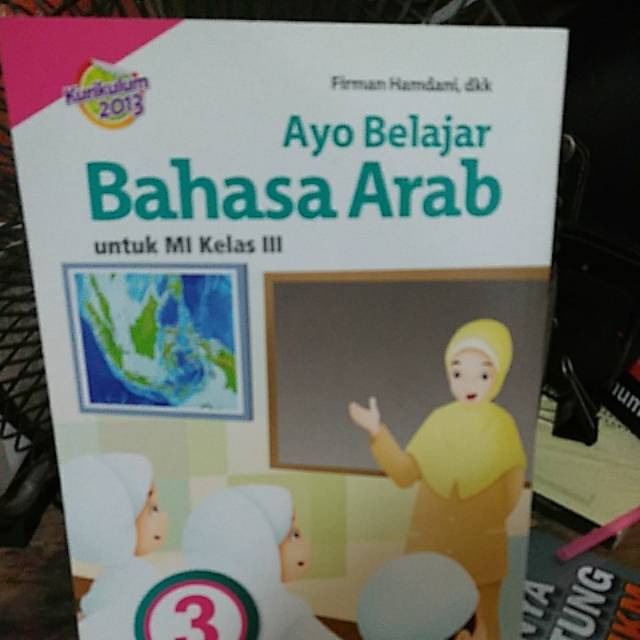 Kurikulum
2013
Firman Hamdani, dkk
Ayo Belajar
Bahasa Arab
untuk MI Kelas III
3